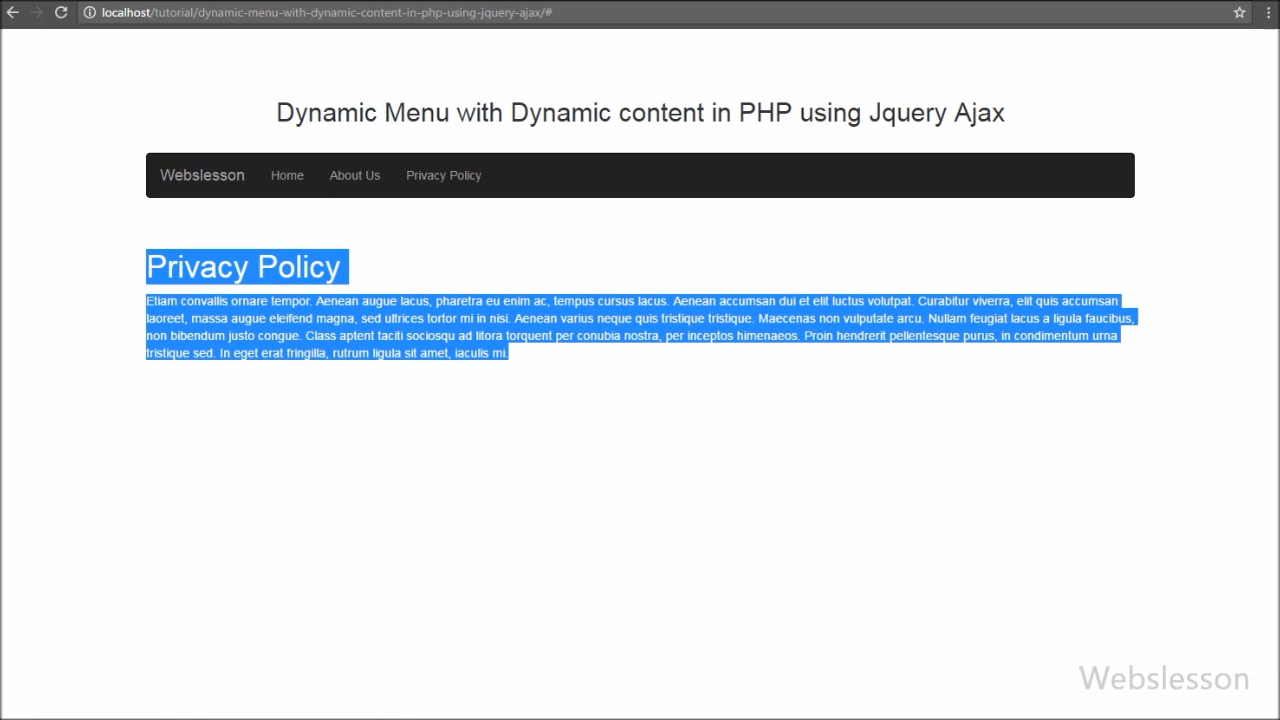 localhost/tutorial/dynamic-menu-with-dynamic-content-in-php-using-jquery-ajax/#
Dynamic Menu with Dynamic content in PHP using Jquery Ajax
Webslesson Home About Us Privacy Policy
Privacy Policy
Etiam convallis ornare tempor. Aenean augue lacus, pharetra eu enim ac, tempus cursus lacus. Aenean accumsan dui et elit luctus volutpat. Curabitur viverra, elit quis accumsan
laoreet, massa augue eleifend magna, sed ultrices tortor mi in nisi. Aenean varius neque quis tristique tristique. Maecenas non vulputate arcu. Nullam feugiat lacus a ligula faucibus,
non bibendum justo congue. Class aptent taciti sociosqu ad litora torquent per conubia nostra, per inceptos himenaeos. Proin hendrerit pellentesque purus, in condimentum urna
tristique sed. In eget erat fringilla, rutrum ligula sit amet, iaculis mi.
Webslesson